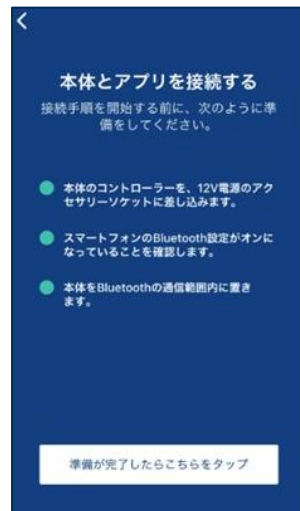 本体とアプリを接続する
接続手順を開始する前に、次のように準
備をしてください。
本体のコントローラーを、12V電源のアク
セサリーソケットに差し込みます。
スマートフォンのBluetooth設定がオンに
なっていることを確認します。
本体をBluetoothの通信範囲内に置き
ます。
準備が完了したらこちらをタップ